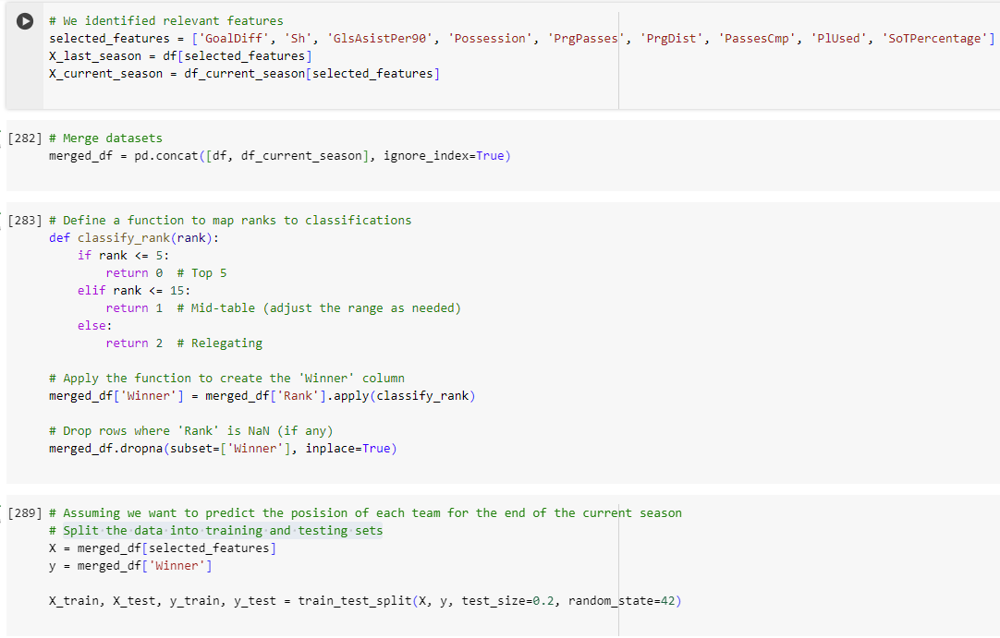 # We identified relevant features
selected_features = ['GoalDiff', 'Sh', 'GlsAsistPer90', 'Possession', 'PrgPasses', 'PrgDist', 'PassesCmp', 'PlUsed', 'SoTPercentage']
X_last_season = df[selected_features]
X_current_season = df_current_season[selected_features]
[282] # Merge datasets
merged_df = pd.concat([df, df_current_season], ignore_index=True)
[283] # Define a function to map ranks to classifications
def classify_rank(rank):
    if rank <= 5:
        return 0  # Top 5
    elif rank <= 15:
        return 1  # Mid-table (adjust the range as needed)
    else:
        return 2  # Relegating
# Apply the function to create the 'Winner' column
merged_df['Winner'] = merged_df['Rank'].apply(classify_rank)
# Drop rows where 'Rank' is NaN (if any)
merged_df.dropna(subset=['Winner'], inplace=True)
[289] # Assuming we want to predict the posision of each team for the end of the current season
# Split the data into training and testing sets
X = merged_df[selected_features]
y = merged_df['Winner']
X_train, X_test, y_train, y_test = train_test_split(X, y, test_size=0.2, random_state=42)